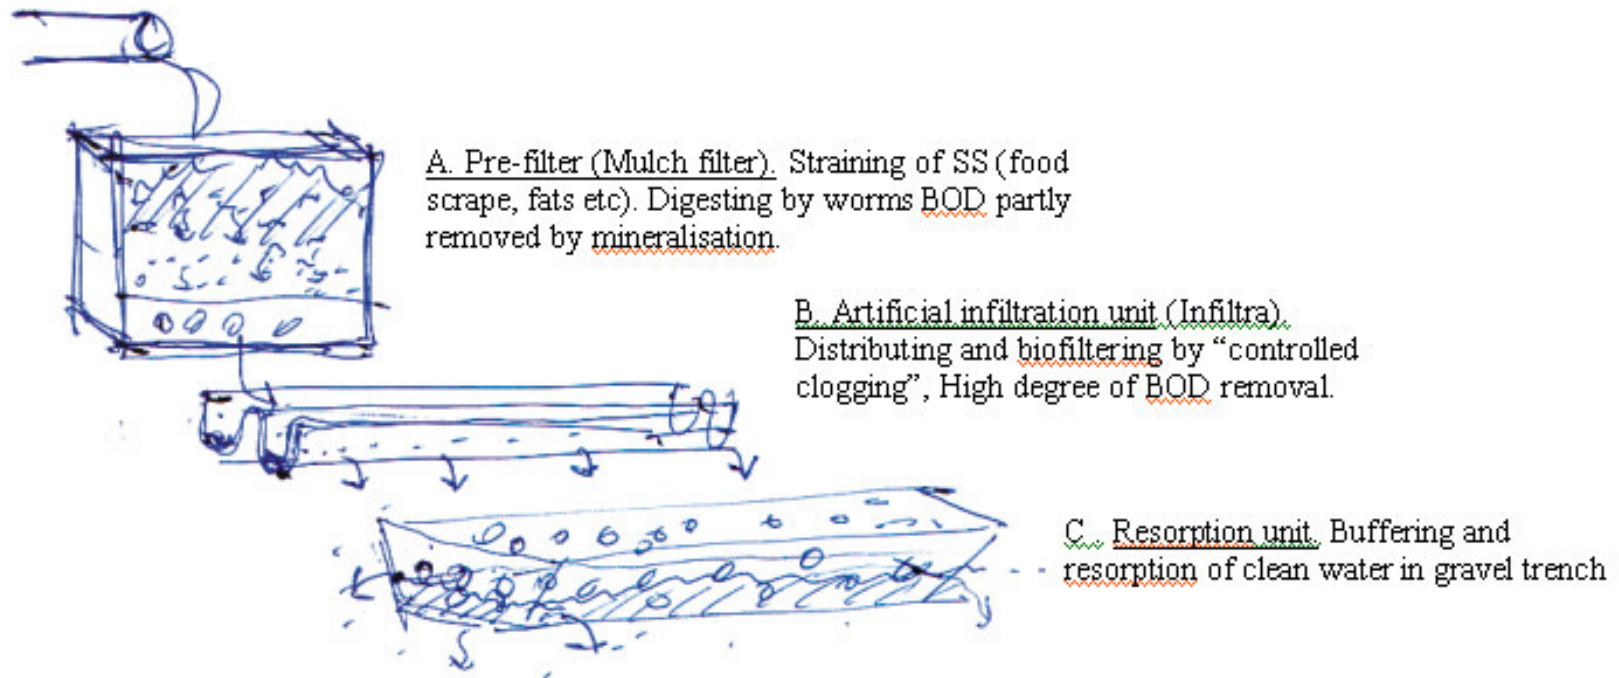 A. Pre-filter (Mulch filter). Straining of SS (food
scrape, fats etc). Digesting by worms BOD partly
removed by mineralisation.
B. Artificial infiltration unit (Infiltra).
Distributing and biofiltering by “controlled
clogging”, High degree of BOD removal.
C. Resorption unit. Buffering and
resorption of clean water in gravel trench